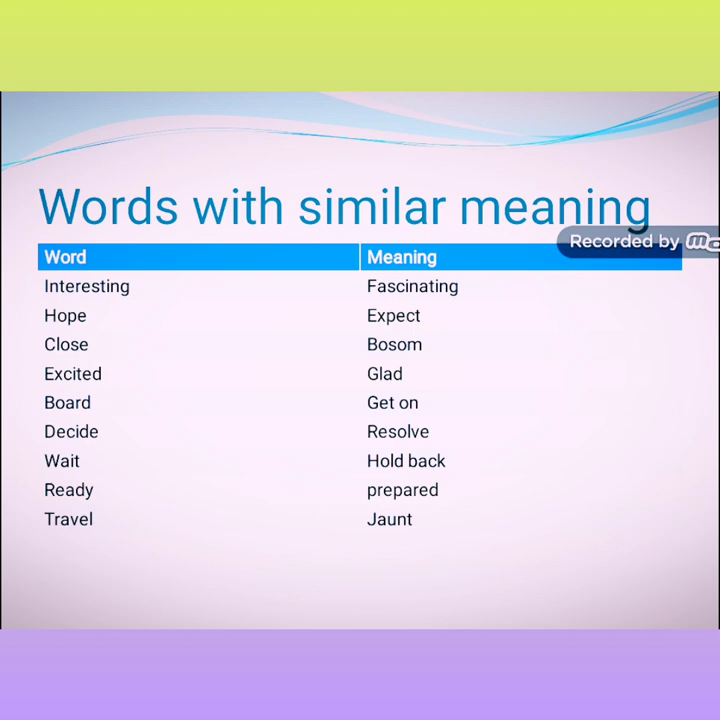 Words with similar meaning
Recorded by
Word Meaning
Interesting Fascinating
Hope Expect
Close Bosom
Excited Glad
Board Get on
Decide Resolve
Wait Hold back
Ready prepared
Travel Jaunt